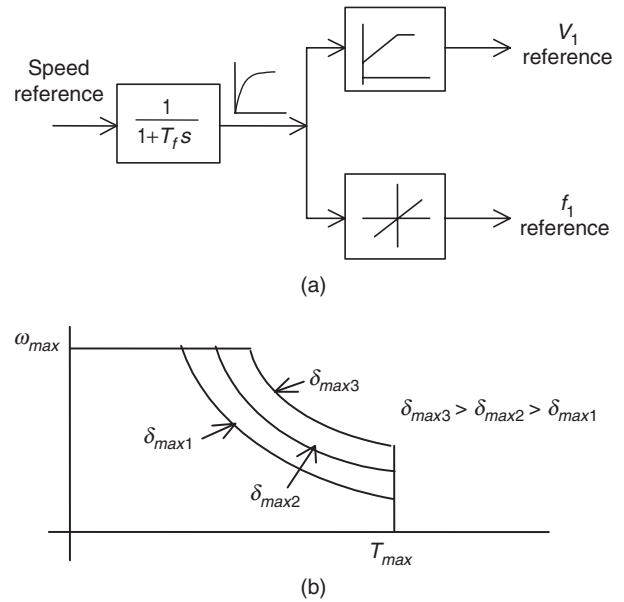 Speed
reference
1
1+T_f s
V_1
reference
f_1
reference
(a)
ω_max
δ_max3
δ_max3 > δ_max2 > δ_max1
δ_max1
δ_max2
T_max
(b)